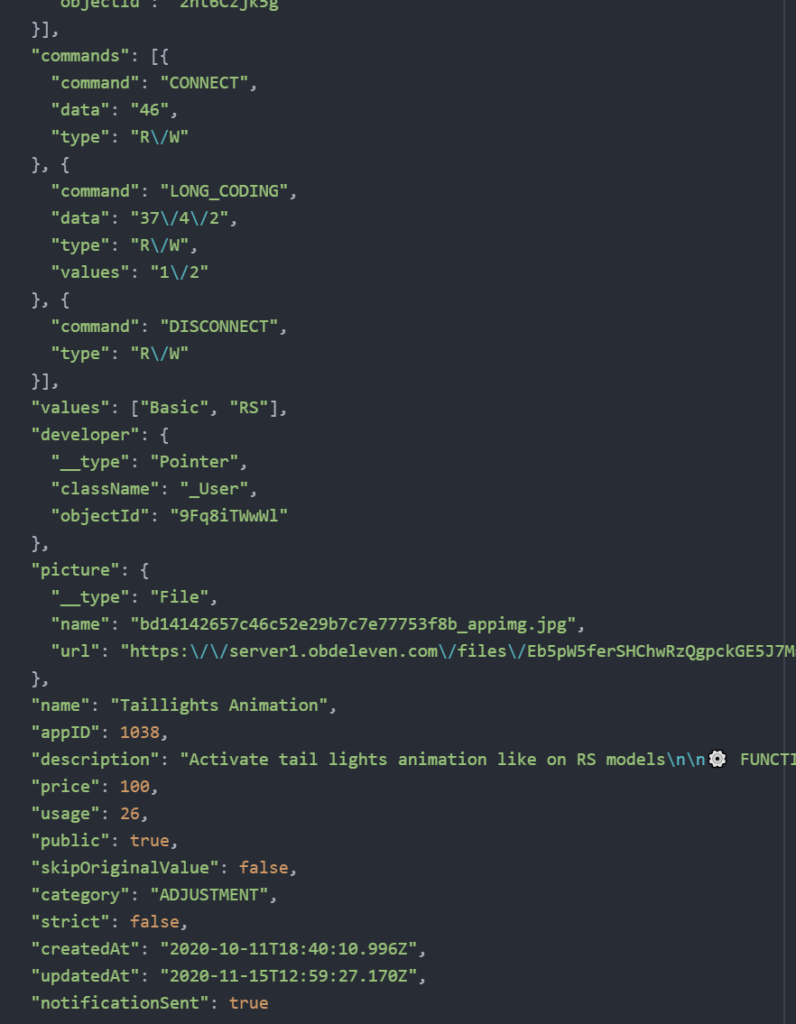 "objectId": "2nt6Czjk5g"
}],
"commands": [{
"command": "CONNECT",
"data": "46",
"type": "R\/W"
}, {
"command": "LONG_CODING",
"data": "37\/4\/2",
"type": "R\/W",
"values": "1\/2"
}, {
"command": "DISCONNECT",
"type": "R\/W"
}],
"values": ["Basic", "RS"],
"developer": {
"__type": "Pointer",
"className": "_User",
"objectId": "9Fq8iTWwWl"
},
"picture": {
"__type": "File",
"name": "bd14142657c46c52e29b7c7e77753f8b_appimg.jpg",
"url": "https:\/\/server1.obdeleven.com\/files\/Eb5pW5ferSHChwRzQgpckGE5J7M
},
"name": "Taillights Animation",
"appID": 1038,
"description": "Activate tail lights animation like on RS models\n\n⚙ FUNCTI
"price": 100,
"usage": 26,
"public": true,
"skipOriginalValue": false,
"category": "ADJUSTMENT",
"strict": false,
"createdAt": "2020-10-11T18:40:10.996Z",
"updatedAt": "2020-11-15T12:59:27.170Z",
"notificationSent": true